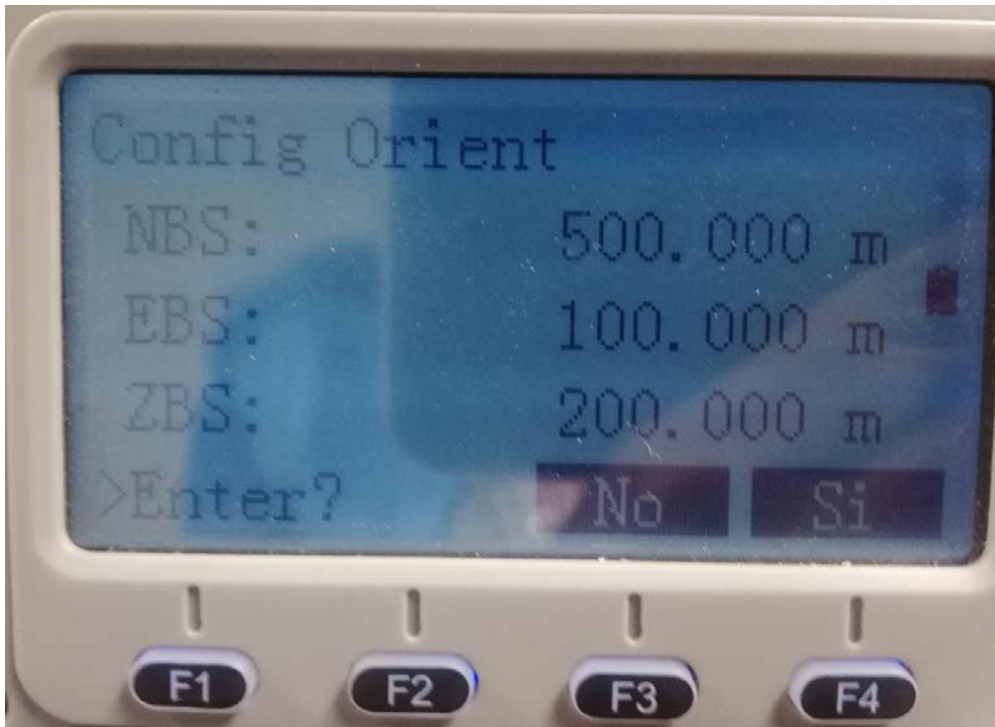 Config Orient
NBS: 500.000 m
EBS: 100.000 m
ZBS: 200.000 m
>Enter? No Si
F1 F2 F3 F4